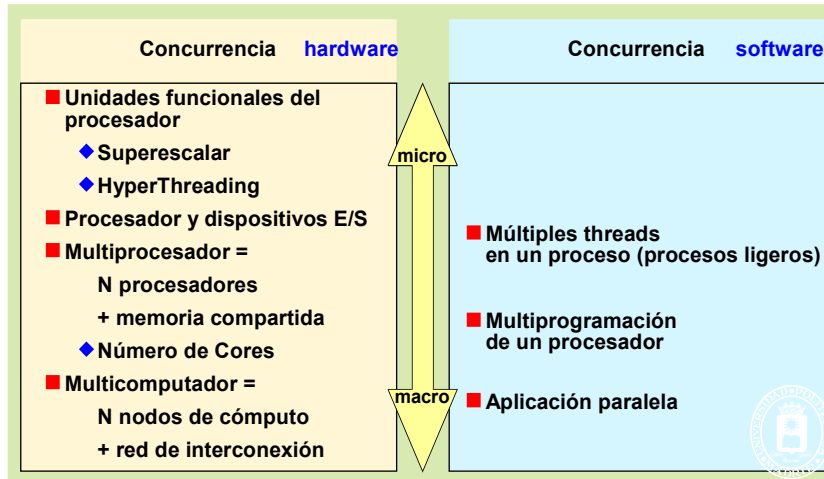 Concurrencia hardware
Unidades funcionales del
procesador
Superescalar
HyperThreading
Procesador y dispositivos E/S
Multiprocesador =
N procesadores
+ memoria compartida
Número de Cores
Multicomputador =
N nodos de cómputo
+ red de interconexión
micro
macro
Concurrencia software
Múltiples threads
en un proceso (procesos ligeros)
Multiprogramación
de un procesador
Aplicación paralela